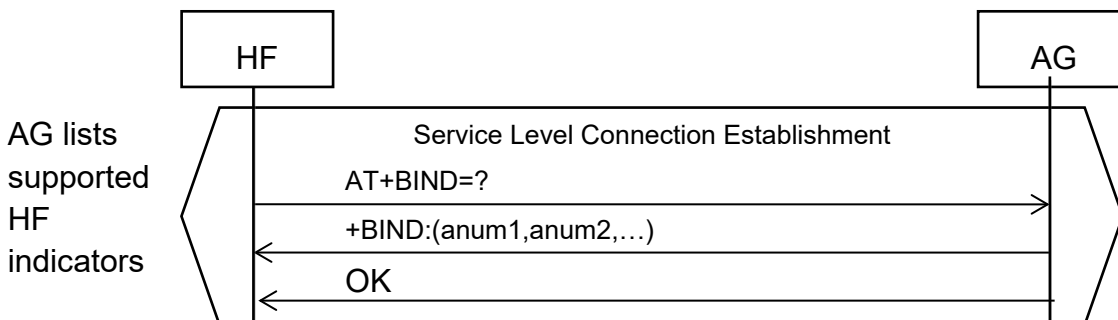 HF
AG
AG lists
supported
HF
indicators
Service Level Connection Establishment
AT+BIND=?
+BIND:(anum1,anum2,…)
OK